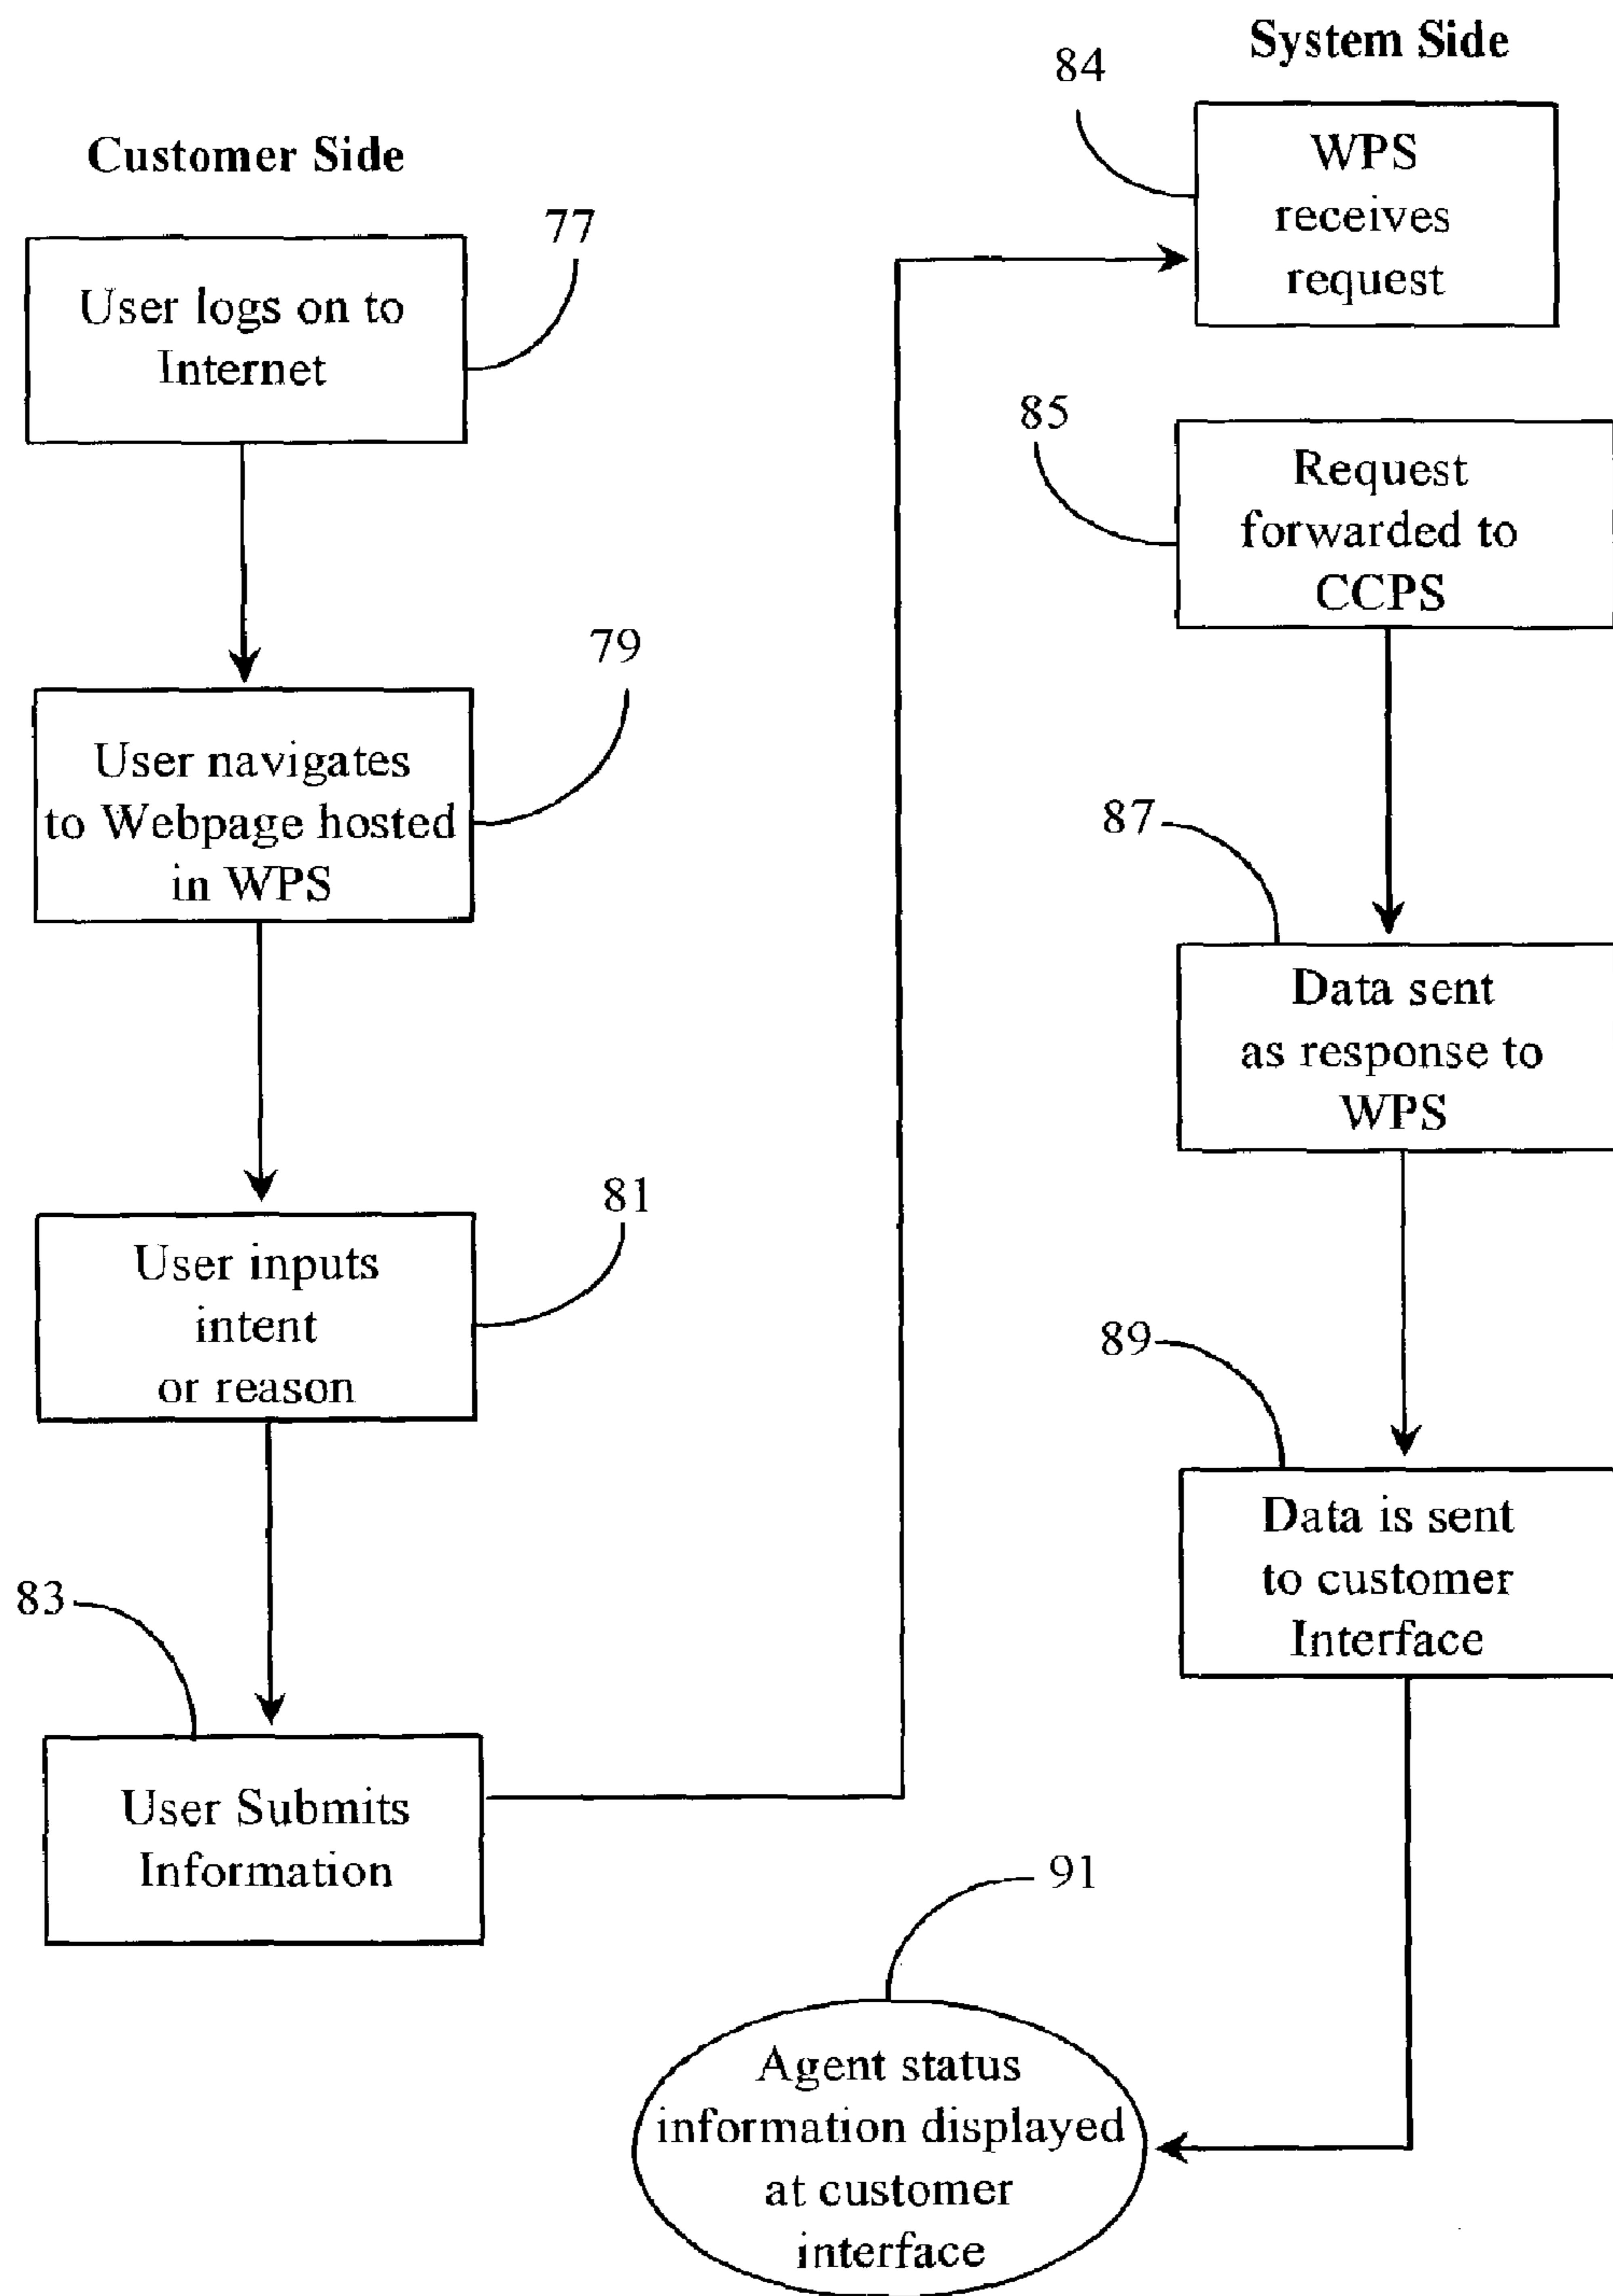 Customer Side
77
User logs on to
Internet
79
User navigates
to Webpage hosted
in WPS
81
User inputs
intent
or reason
83
User Submits
Information
System Side
84
WPS
receives
request
85
Request
forwarded to
CCPS
87
Data sent
as response to
WPS
89
Data is sent
to customer
Interface
91
Agent status
information displayed
at customer
interface